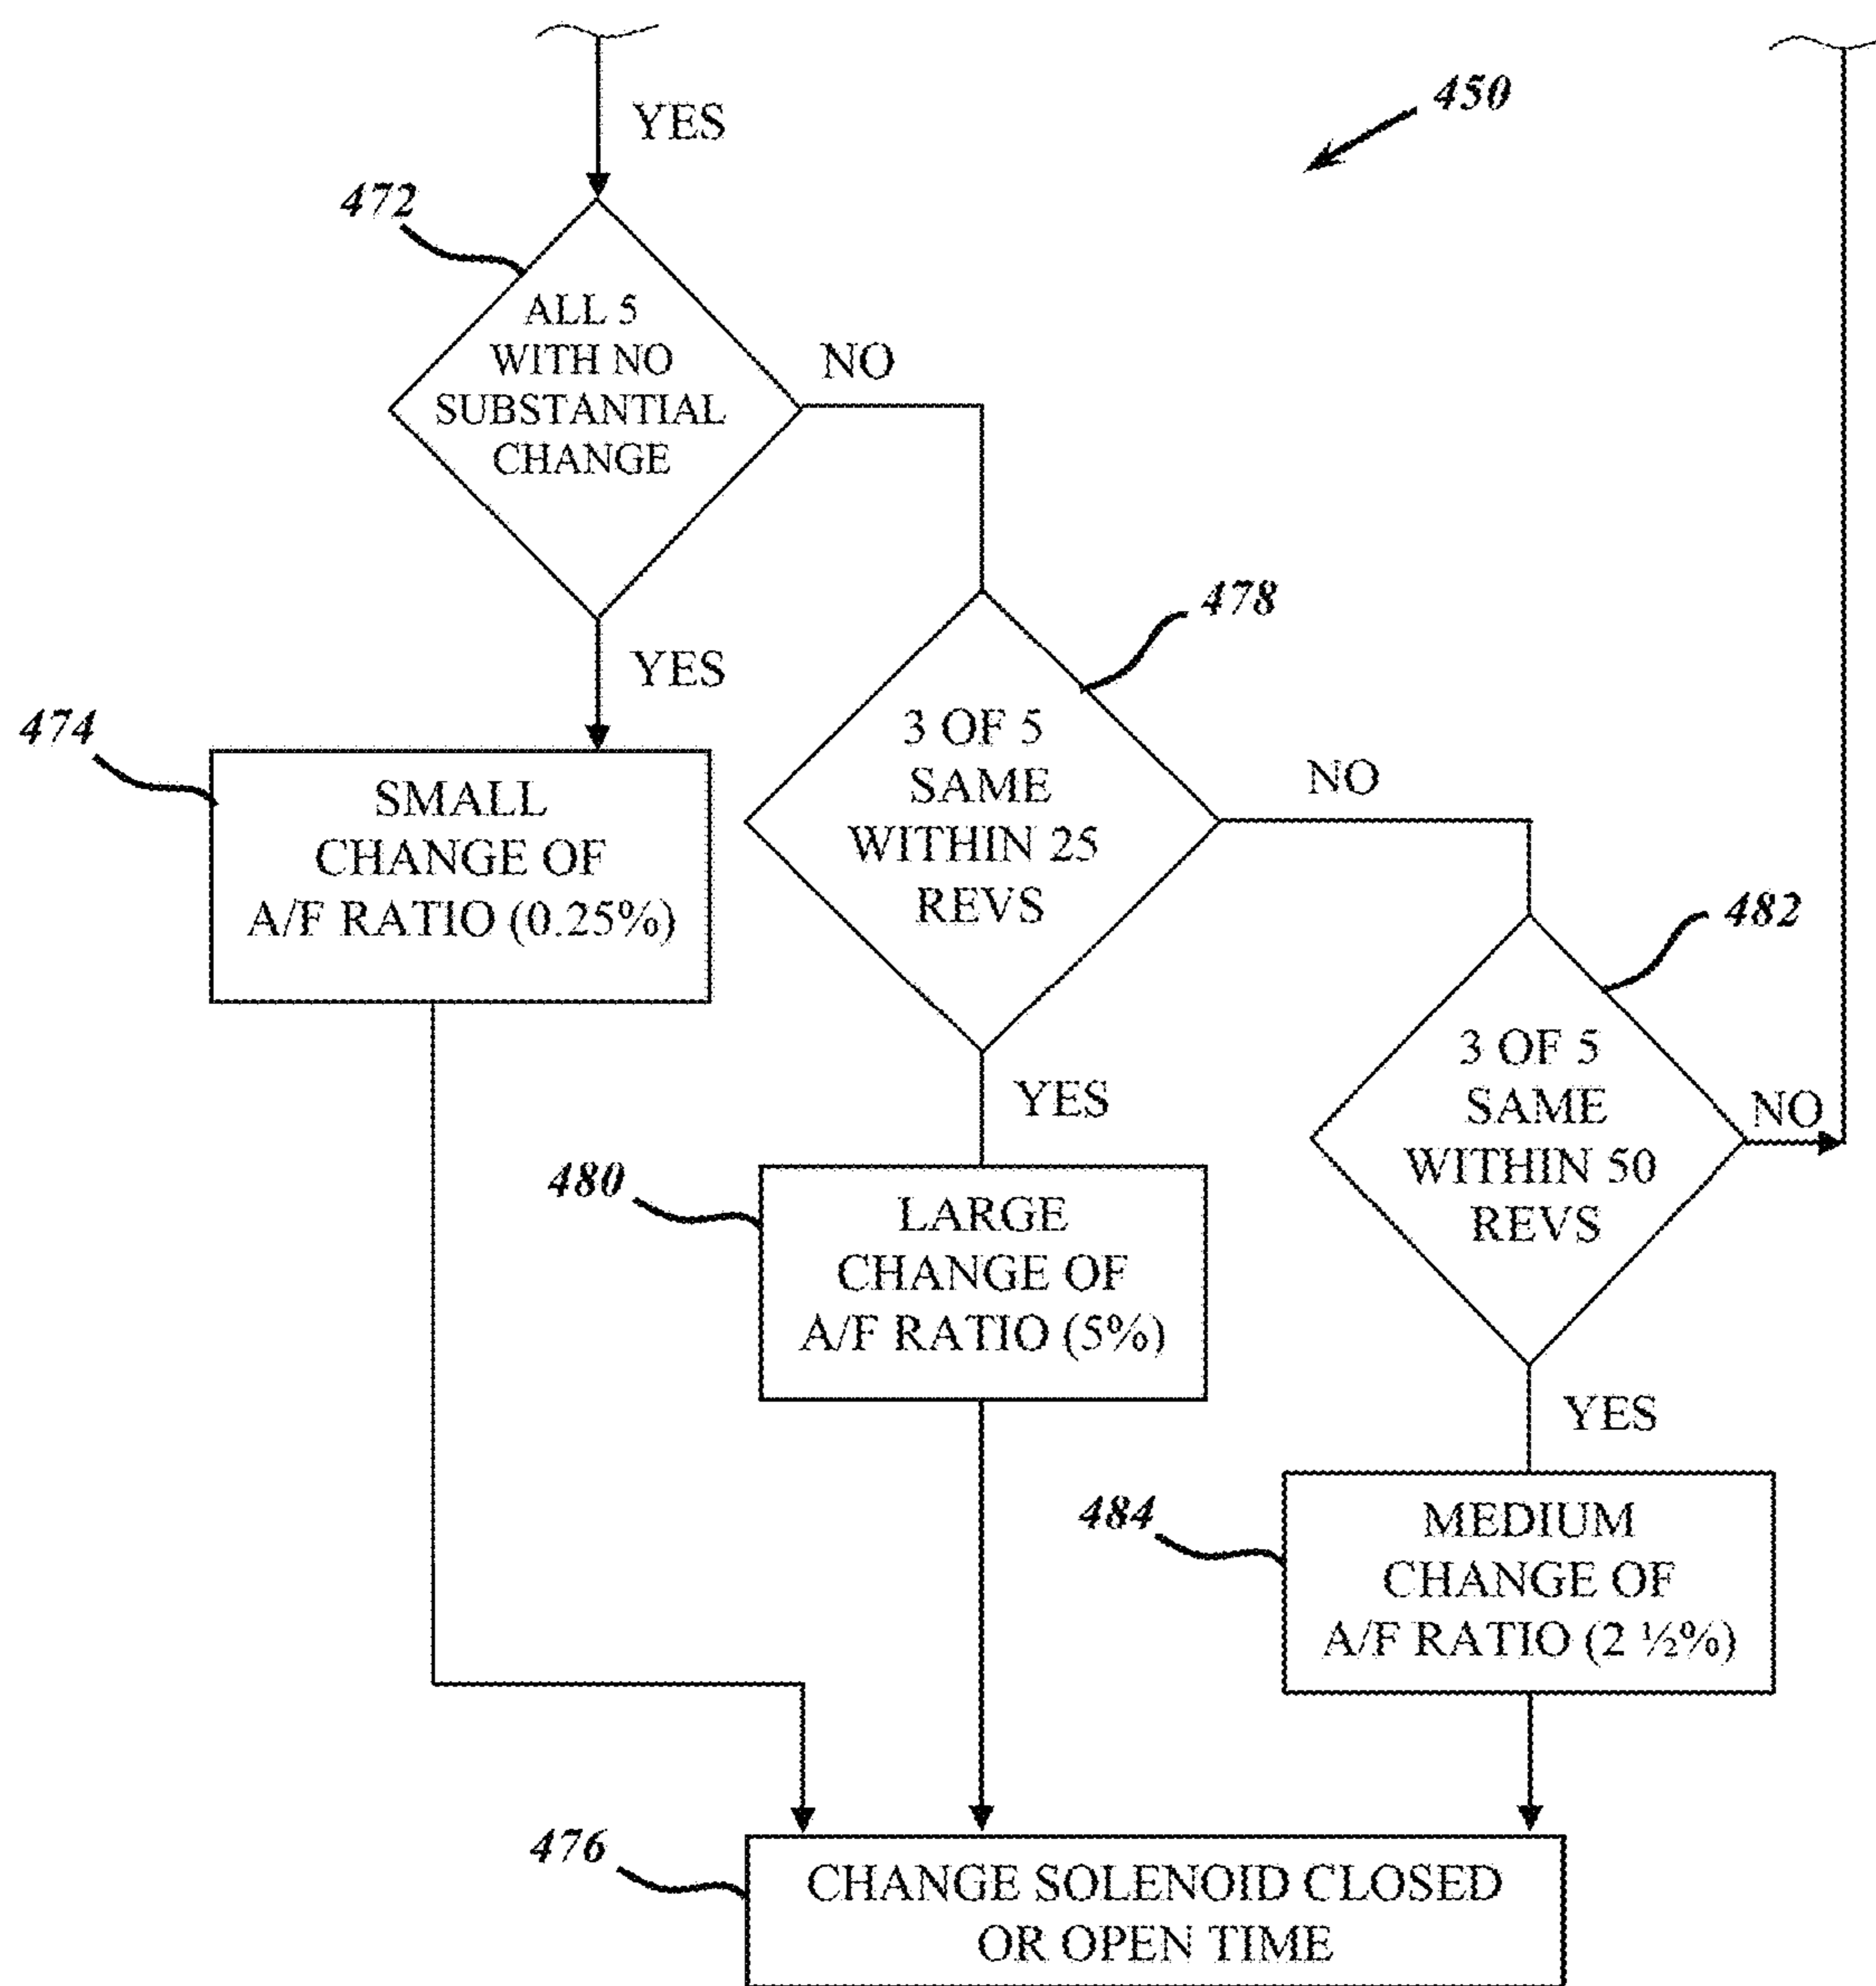 450
YES
472
ALL 5
WITH NO
SUBSTANTIAL
CHANGE
NO
YES
474
SMALL
CHANGE OF
A/F RATIO (0.25%)
478
3 OF 5
SAME
WITHIN 25
REVS
NO
YES
480
LARGE
CHANGE OF
A/F RATIO (5%)
482
3 OF 5
SAME
WITHIN 50
REVS
NO
YES
484
MEDIUM
CHANGE OF
A/F RATIO (2 ½%)
476
CHANGE SOLENOID CLOSED
OR OPEN TIME